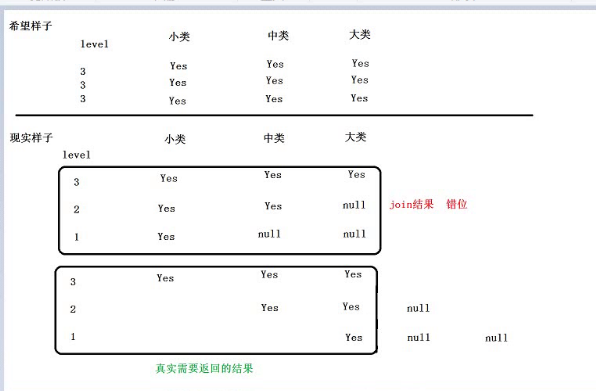 希望样子
level 小类 中类 大类
3 Yes Yes Yes
3 Yes Yes Yes
3 Yes Yes Yes
现实样子 小类 中类 大类
level
3 Yes Yes Yes
2 Yes Yes null join结果 错位
1 Yes null null
3 Yes Yes Yes
2 Yes Yes null
1 Yes null null
真实需要返回的结果